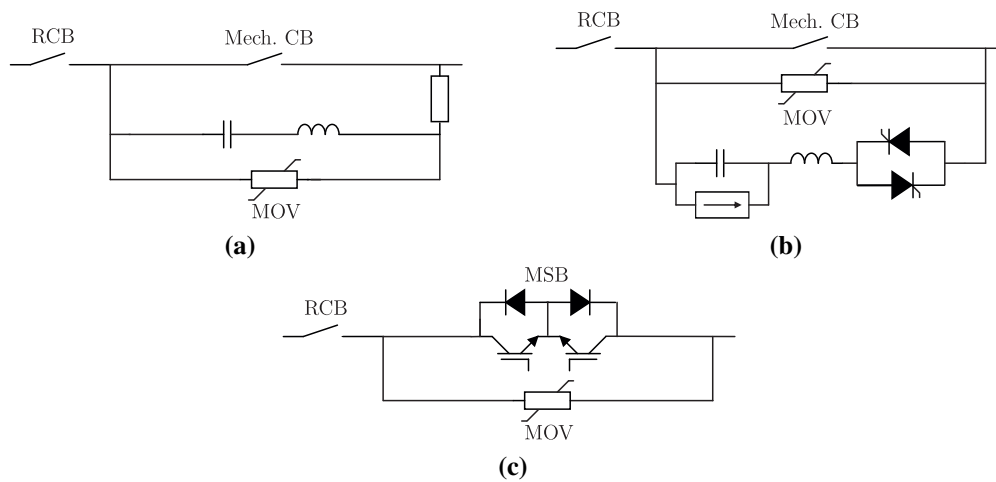 RCB
Mech. CB
MOV
(a)
RCB
Mech. CB
MOV
(b)
MSB
RCB
MOV
(c)